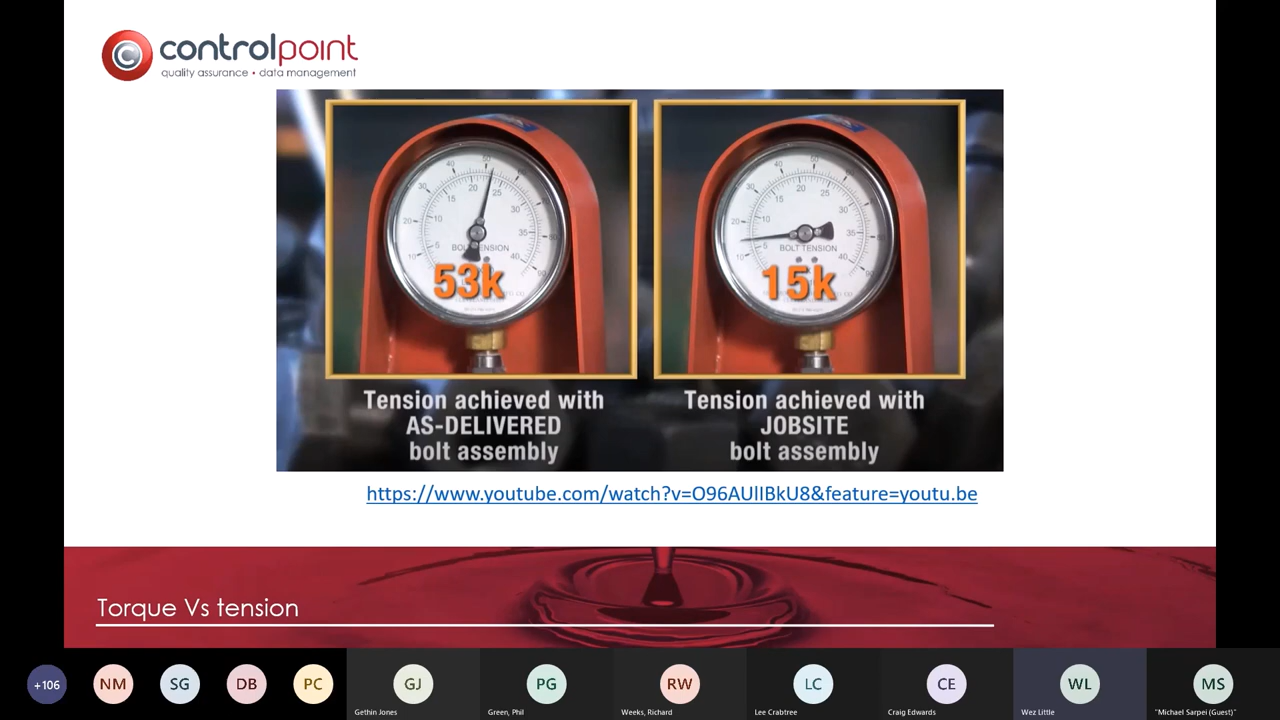 controlpoint
quality assurance • data management
BOLT TENSION
53k
BOLT TENSION
15k
Tension achieved with
AS-DELIVERED
bolt assembly
Tension achieved with
JOBSITE
bolt assembly
https://www.youtube.com/watch?v=O96AUlIBkU8&feature=youtu.be
Torque Vs tension
+106
NM
SG
DB
PC
GJ
Gethin Jones
PG
Green, Phil
RW
Weeks, Richard
LC
Lee Crabtree
CE
Craig Edwards
WL
Wez Little
MS
"Michael Sarpei (Guest)"